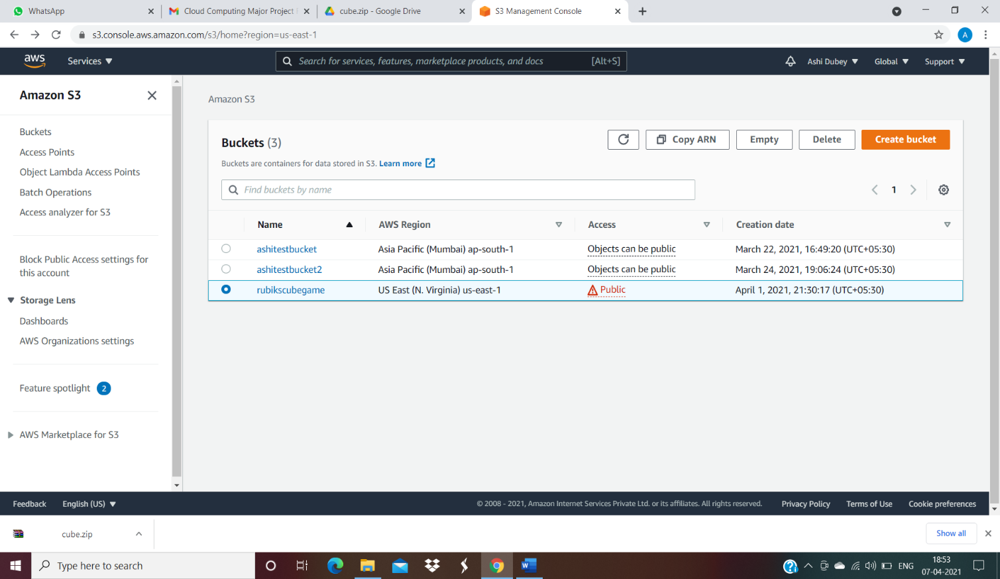 WhatsApp
Cloud Computing Major Project
cube.zip - Google Drive
S3 Management Console
s3.console.aws.amazon.com/s3/home?region=us-east-1
A
aws
Services
Search for services, features, marketplace products, and docs
[Alt+S]
Ashi Dubey
Global
Support
Amazon S3
Buckets
Access Points
Object Lambda Access Points
Batch Operations
Access analyzer for S3
Block Public Access settings for
this account
Storage Lens
Dashboards
AWS Organizations settings
Feature spotlight 2
AWS Marketplace for S3
Amazon S3
Buckets (3)
Copy ARN
Empty
Delete
Create bucket
Buckets are containers for data stored in S3. Learn more
Find buckets by name
1
Name AWS Region Access Creation date
ashitestbucket Asia Pacific (Mumbai) ap-south-1 Objects can be public March 22, 2021, 16:49:20 (UTC+05:30)
ashitestbucket2 Asia Pacific (Mumbai) ap-south-1 Objects can be public March 24, 2021, 19:06:24 (UTC+05:30)
rubikscubegame US East (N. Virginia) us-east-1 Public April 1, 2021, 21:30:17 (UTC+05:30)
Feedback
English (US)
© 2008 - 2021, Amazon Internet Services Private Ltd. or its affiliates. All rights reserved.
Privacy Policy
Terms of Use
Cookie preferences
cube.zip
Show all
Type here to search
ENG
18:53
07-04-2021